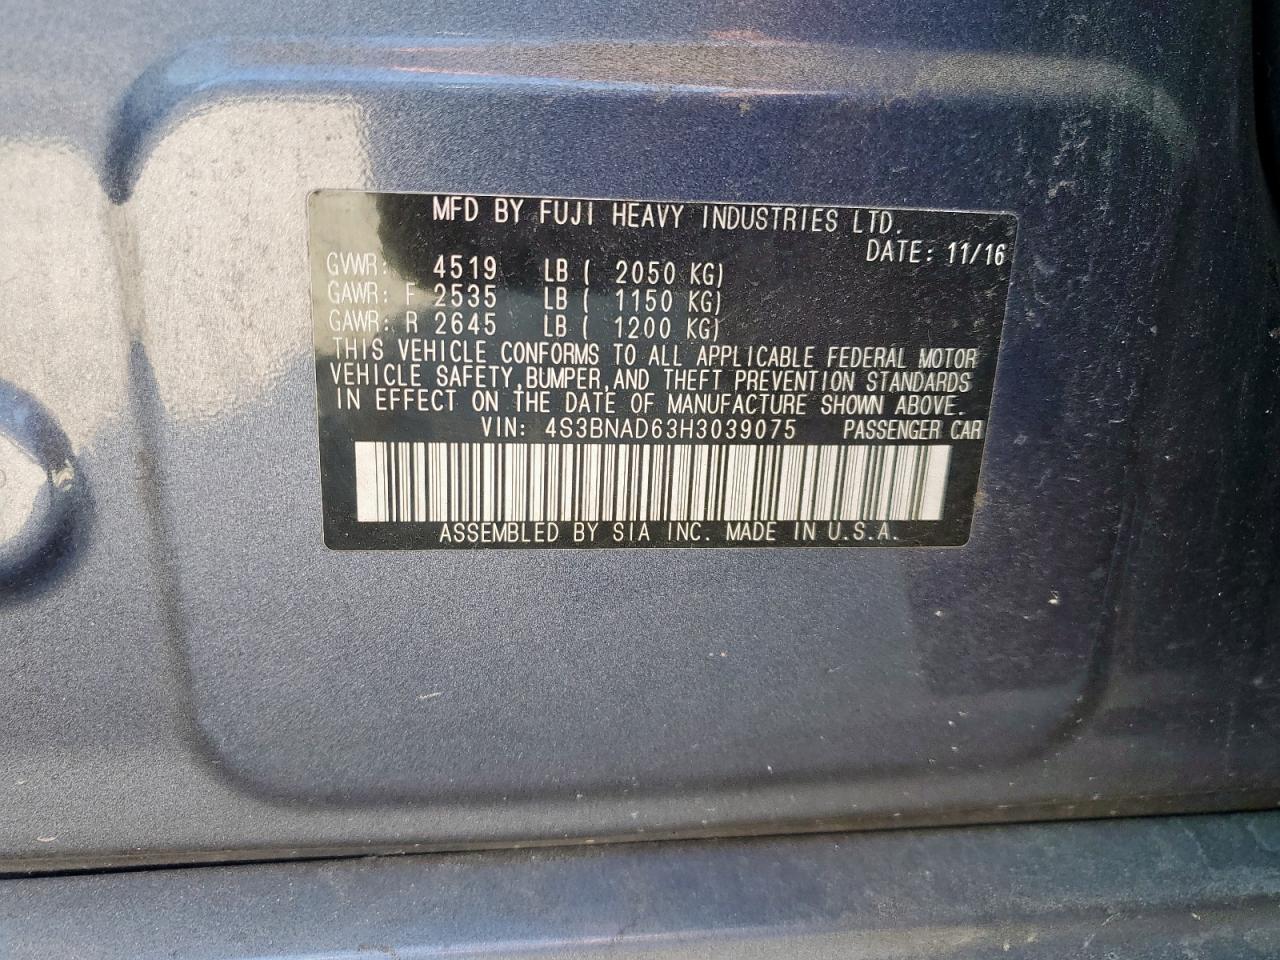 MFD BY FUJI HEAVY INDUSTRIES LTD.
DATE: 11/16
GVWR: 4519 LB ( 2050 KG)
GAWR: F 2535 LB ( 1150 KG)
GAWR: R 2645 LB ( 1200 KG)
THIS VEHICLE CONFORMS TO ALL APPLICABLE FEDERAL MOTOR
VEHICLE SAFETY,BUMPER,AND THEFT PREVENTION STANDARDS
IN EFFECT ON THE DATE OF MANUFACTURE SHOWN ABOVE.
VIN: 4S3BNAD63H3039075 PASSENGER CAR
ASSEMBLED BY SIA INC. MADE IN U.S.A.